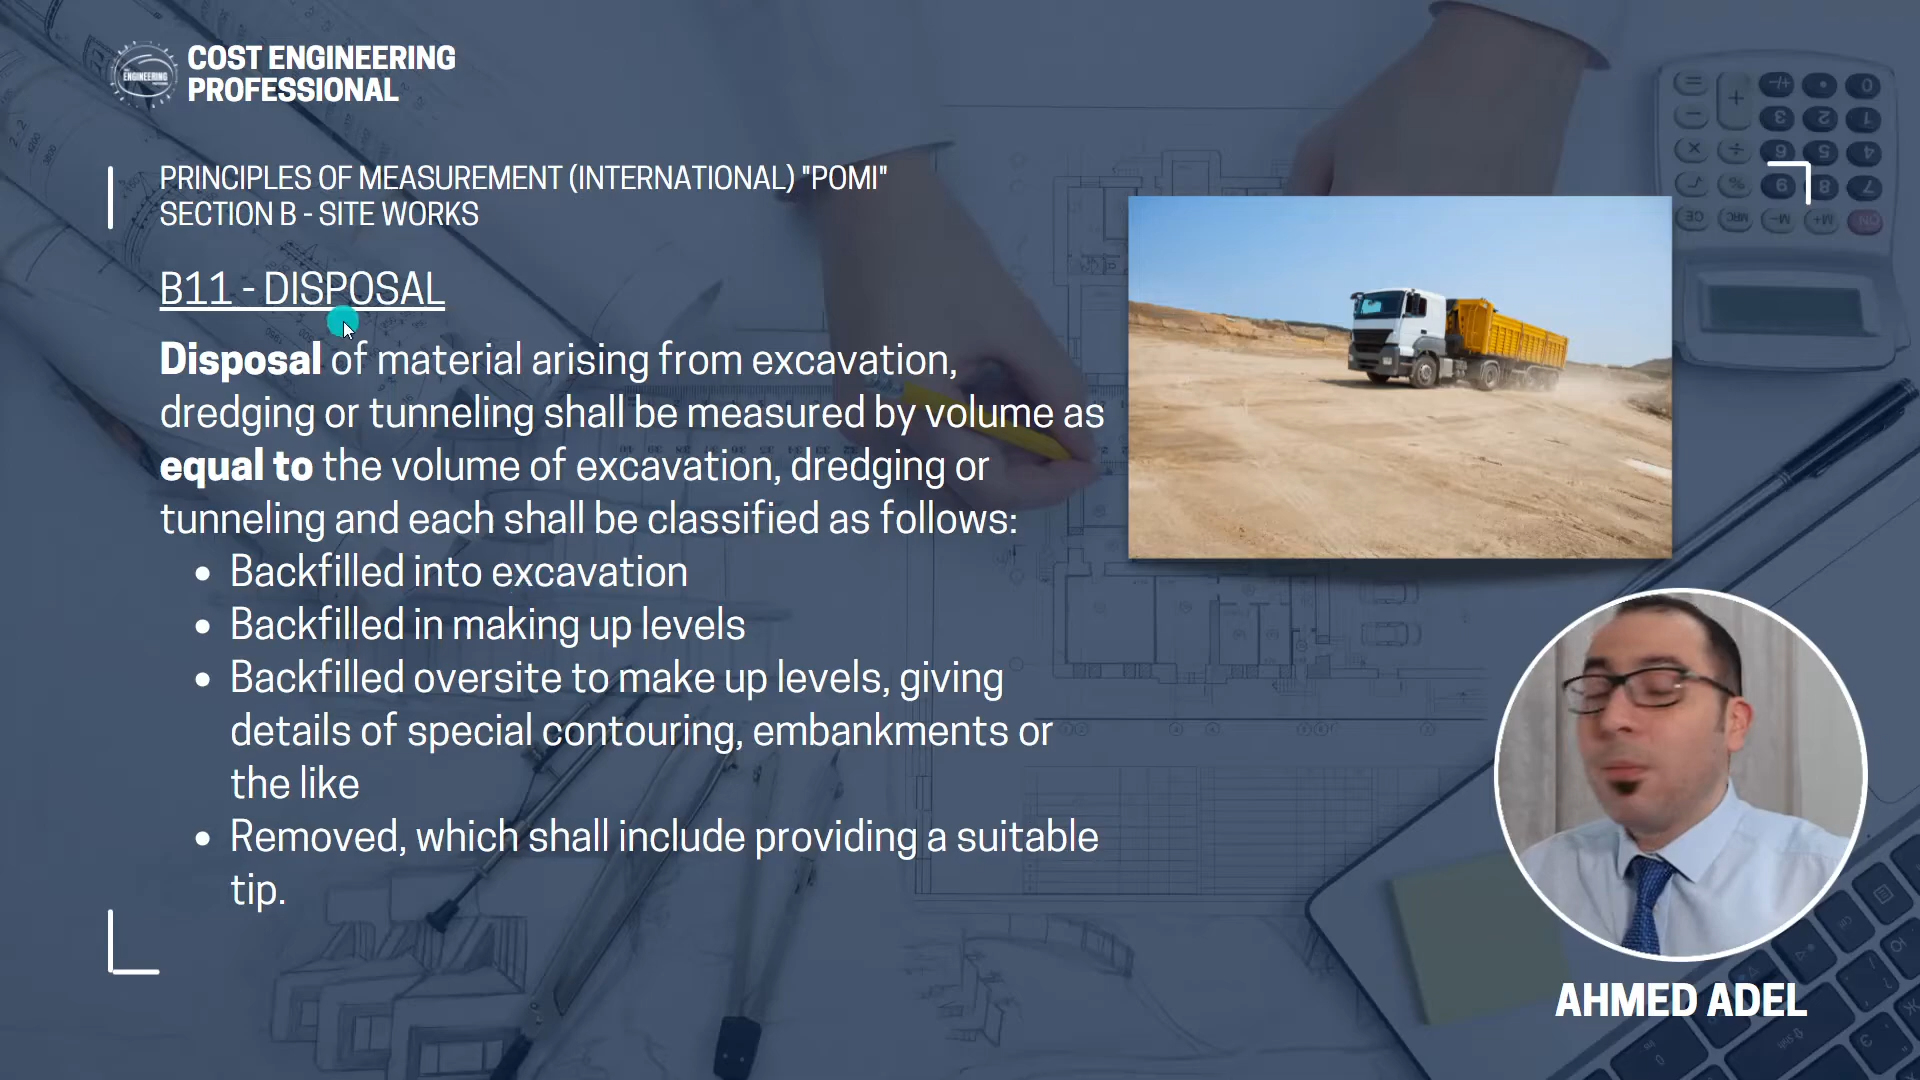 ENGINEERING
COST ENGINEERING
PROFESSIONAL
PRINCIPLES OF MEASUREMENT (INTERNATIONAL) "POMI"
SECTION B - SITE WORKS
B11 - DISPOSAL
Disposal of material arising from excavation,
dredging or tunneling shall be measured by volume as
equal to the volume of excavation, dredging or
tunneling and each shall be classified as follows:
• Backfilled into excavation
• Backfilled in making up levels
• Backfilled oversite to make up levels, giving
details of special contouring, embankments or
the like
• Removed, which shall include providing a suitable
tip.
AHMED ADEL